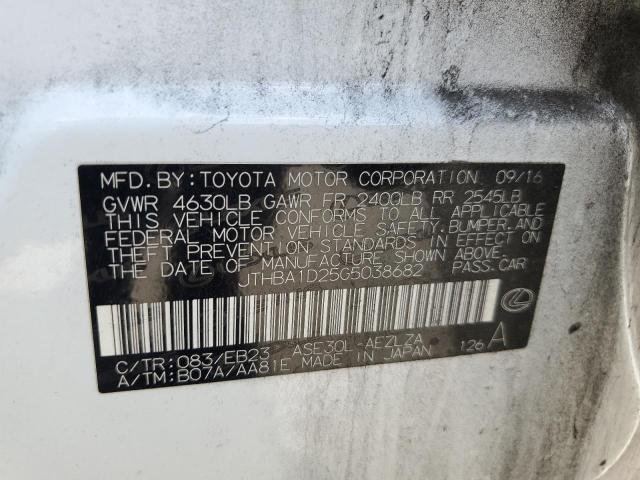 MFD. BY: TOYOTA MOTOR CORPORATION 09/16
GVWR 4630LB GAWR FR 2400LB RR 2545LB
THIS VEHICLE CONFORMS TO ALL APPLICABLE
FEDERAL MOTOR VEHICLE SAFETY, BUMPER, AND
THEFT PREVENTION STANDARDS IN EFFECT ON
THE DATE OF MANUFACTURE SHOWN ABOVE.
JTHBA1D25G5038682 PASS.CAR
C/TR: 083/EB23 ASE30L-AEZLZA
A/TM: B07A/AA81E MADE IN JAPAN 126 A